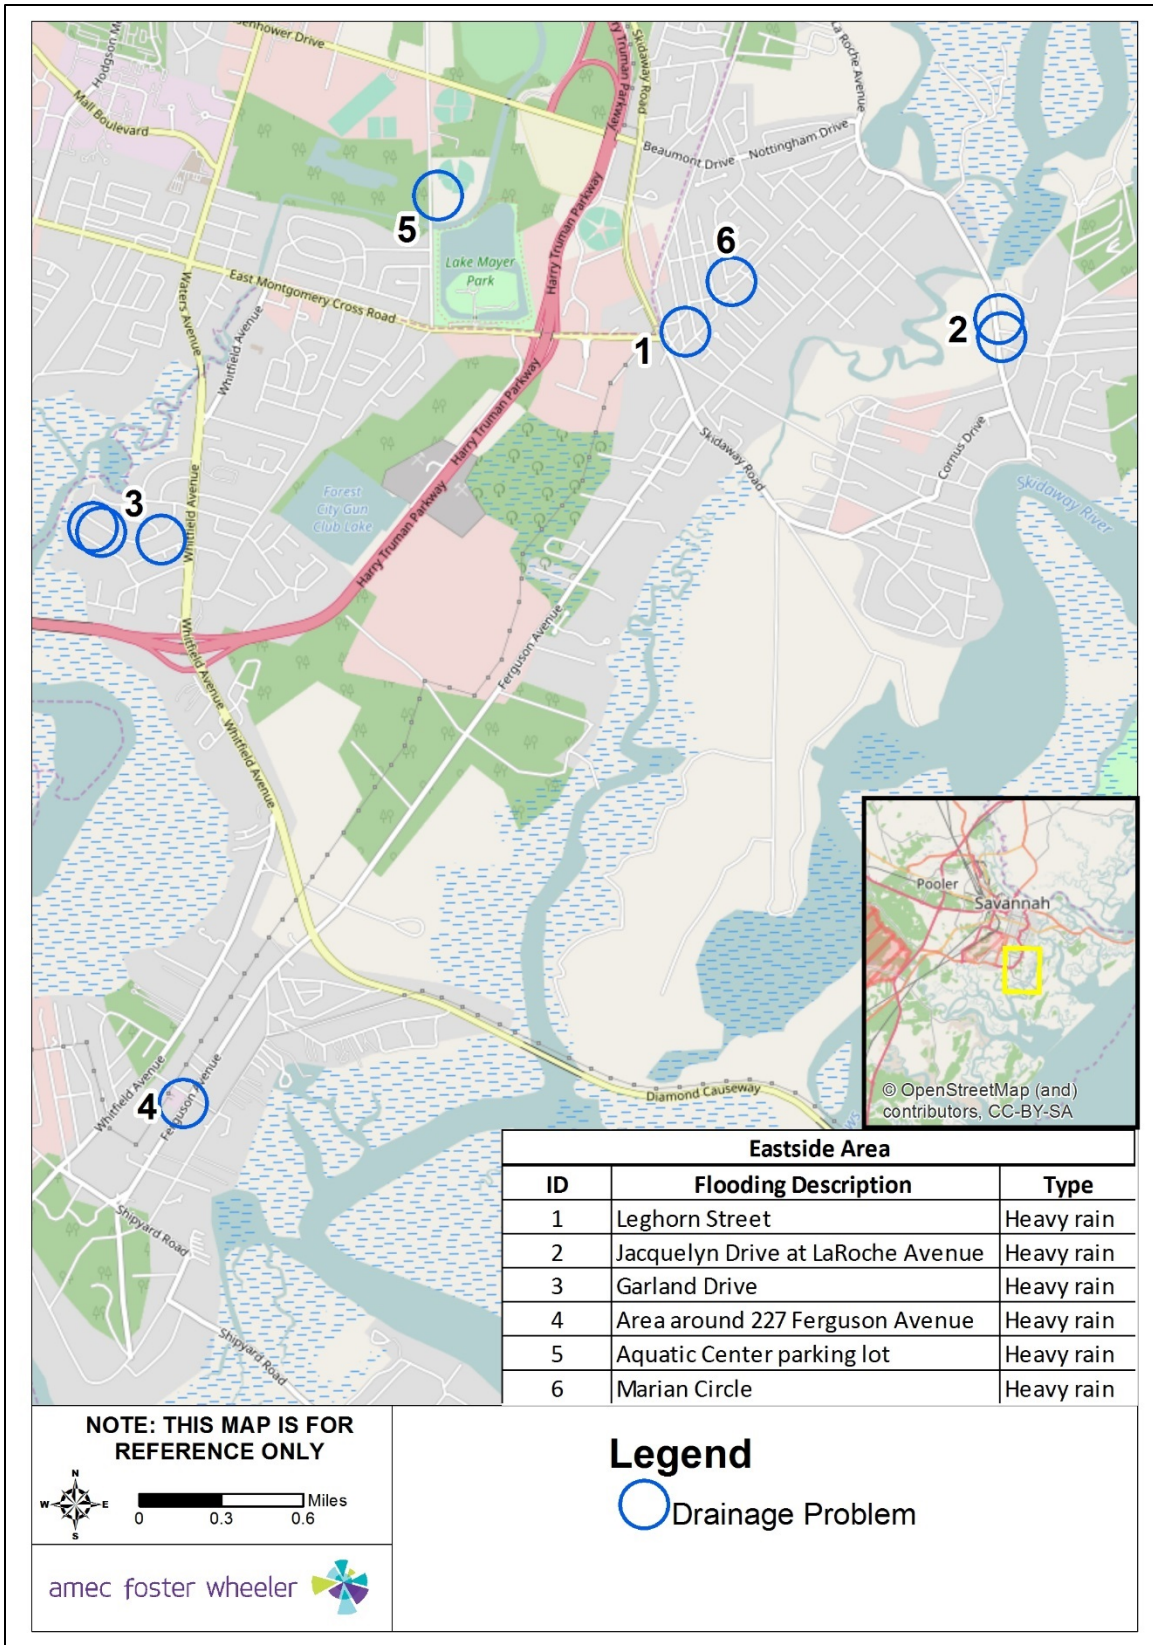 senhower Drive
Hodgson Me
Mall Boulevard
Harry Truman Parkway
ry Truman Parkway
Skidaway Road
La Roche Avenue
Beaumont Drive
Nottingham Drive
5
6
Lake Mayer
Park
Harry Truman Parkway
East Montgomery Cross Road
Waters Avenue
Whitfield Avenue
1
2
Harry Truman Parkway
Skidaway Road
Cornus Drive
Skidaway River
3
Forest
City Gun
Club Lake
Whitfield Avenue
Harry Truman Parkway
Ferguson Avenue
Whitfield Avenue
Whitfield Avenue
Pooler
Savannah
© OpenStreetMap (and)
contributors, CC-BY-SA
Diamond Causeway
Whitfield Avenue
Ferguson Avenue
4
Shipyard Road
Shipyard Road
Eastside Area
ID Flooding Description Type
1 Leghorn Street Heavy rain
2 Jacquelyn Drive at LaRoche Avenue Heavy rain
3 Garland Drive Heavy rain
4 Area around 227 Ferguson Avenue Heavy rain
5 Aquatic Center parking lot Heavy rain
6 Marian Circle Heavy rain
NOTE: THIS MAP IS FOR
REFERENCE ONLY
N
W E
S
Miles
0 0.3 0.6
Legend
Drainage Problem
amec foster wheeler